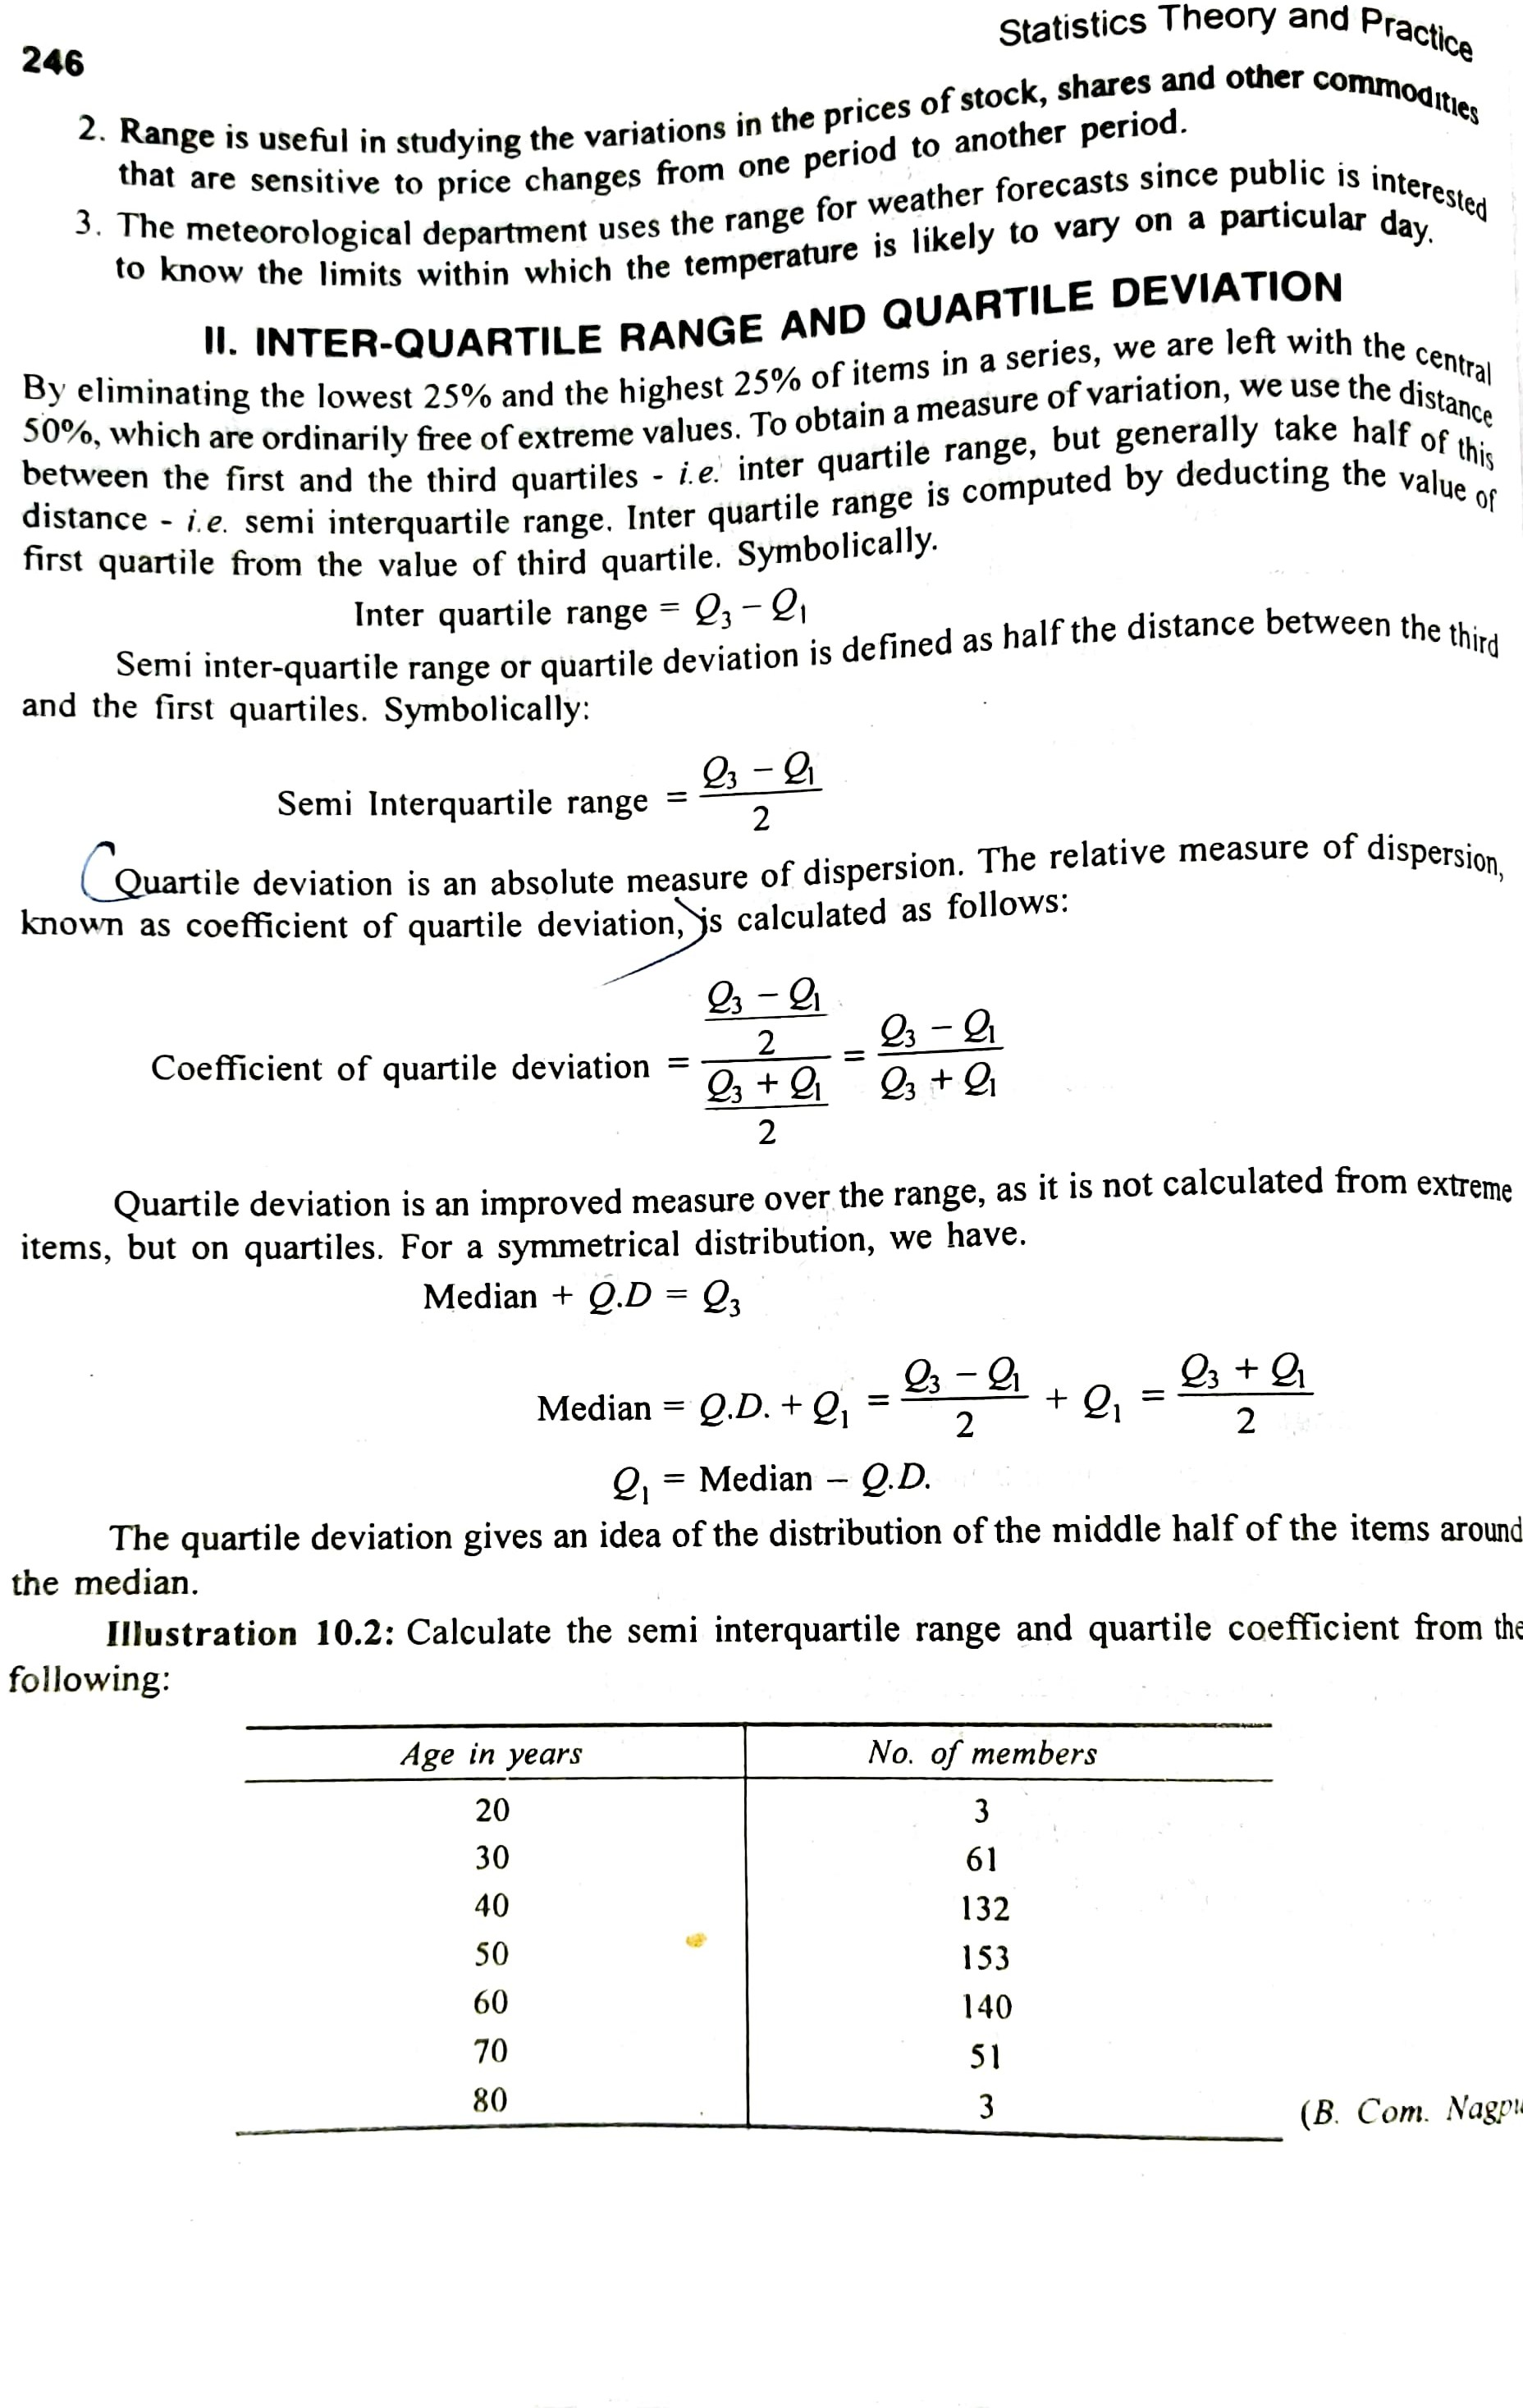 246
Statistics Theory and Practice
2. Range is useful in studying the variations in the prices of stock, shares and other commodities
that are sensitive to price changes from one period to another period.
3. The meteorological department uses the range for weather forecasts since public is interested
to know the limits within which the temperature is likely to vary on a particular day.
II. INTER-QUARTILE RANGE AND QUARTILE DEVIATION
By eliminating the lowest 25% and the highest 25% of items in a series, we are left with the central
50%, which are ordinarily free of extreme values. To obtain a measure of variation, we use the distance
between the first and the third quartiles - i.e. inter quartile range, but generally take half of this
distance - i.e. semi interquartile range. Inter quartile range is computed by deducting the value of
first quartile from the value of third quartile. Symbolically.
Inter quartile range = Q₃ − Q₁
Semi inter-quartile range or quartile deviation is defined as half the distance between the third
and the first quartiles. Symbolically:
Semi Interquartile range = (Q₃ − Q₁)/2
Quartile deviation is an absolute measure of dispersion. The relative measure of dispersion,
known as coefficient of quartile deviation, is calculated as follows:
Coefficient of quartile deviation = ((Q₃ − Q₁)/2)/((Q₃ + Q₁)/2) = (Q₃ − Q₁)/(Q₃ + Q₁)
Quartile deviation is an improved measure over the range, as it is not calculated from extreme
items, but on quartiles. For a symmetrical distribution, we have.
Median + Q.D = Q₃
Median = Q.D. + Q₁ = (Q₃ − Q₁)/2 + Q₁ = (Q₃ + Q₁)/2
Q₁ = Median − Q.D.
The quartile deviation gives an idea of the distribution of the middle half of the items around
the median.
Illustration 10.2: Calculate the semi interquartile range and quartile coefficient from the
following:
Age in years No. of members
20 3
30 61
40 132
50 153
60 140
70 51
80 3
(B. Com. Nagpu